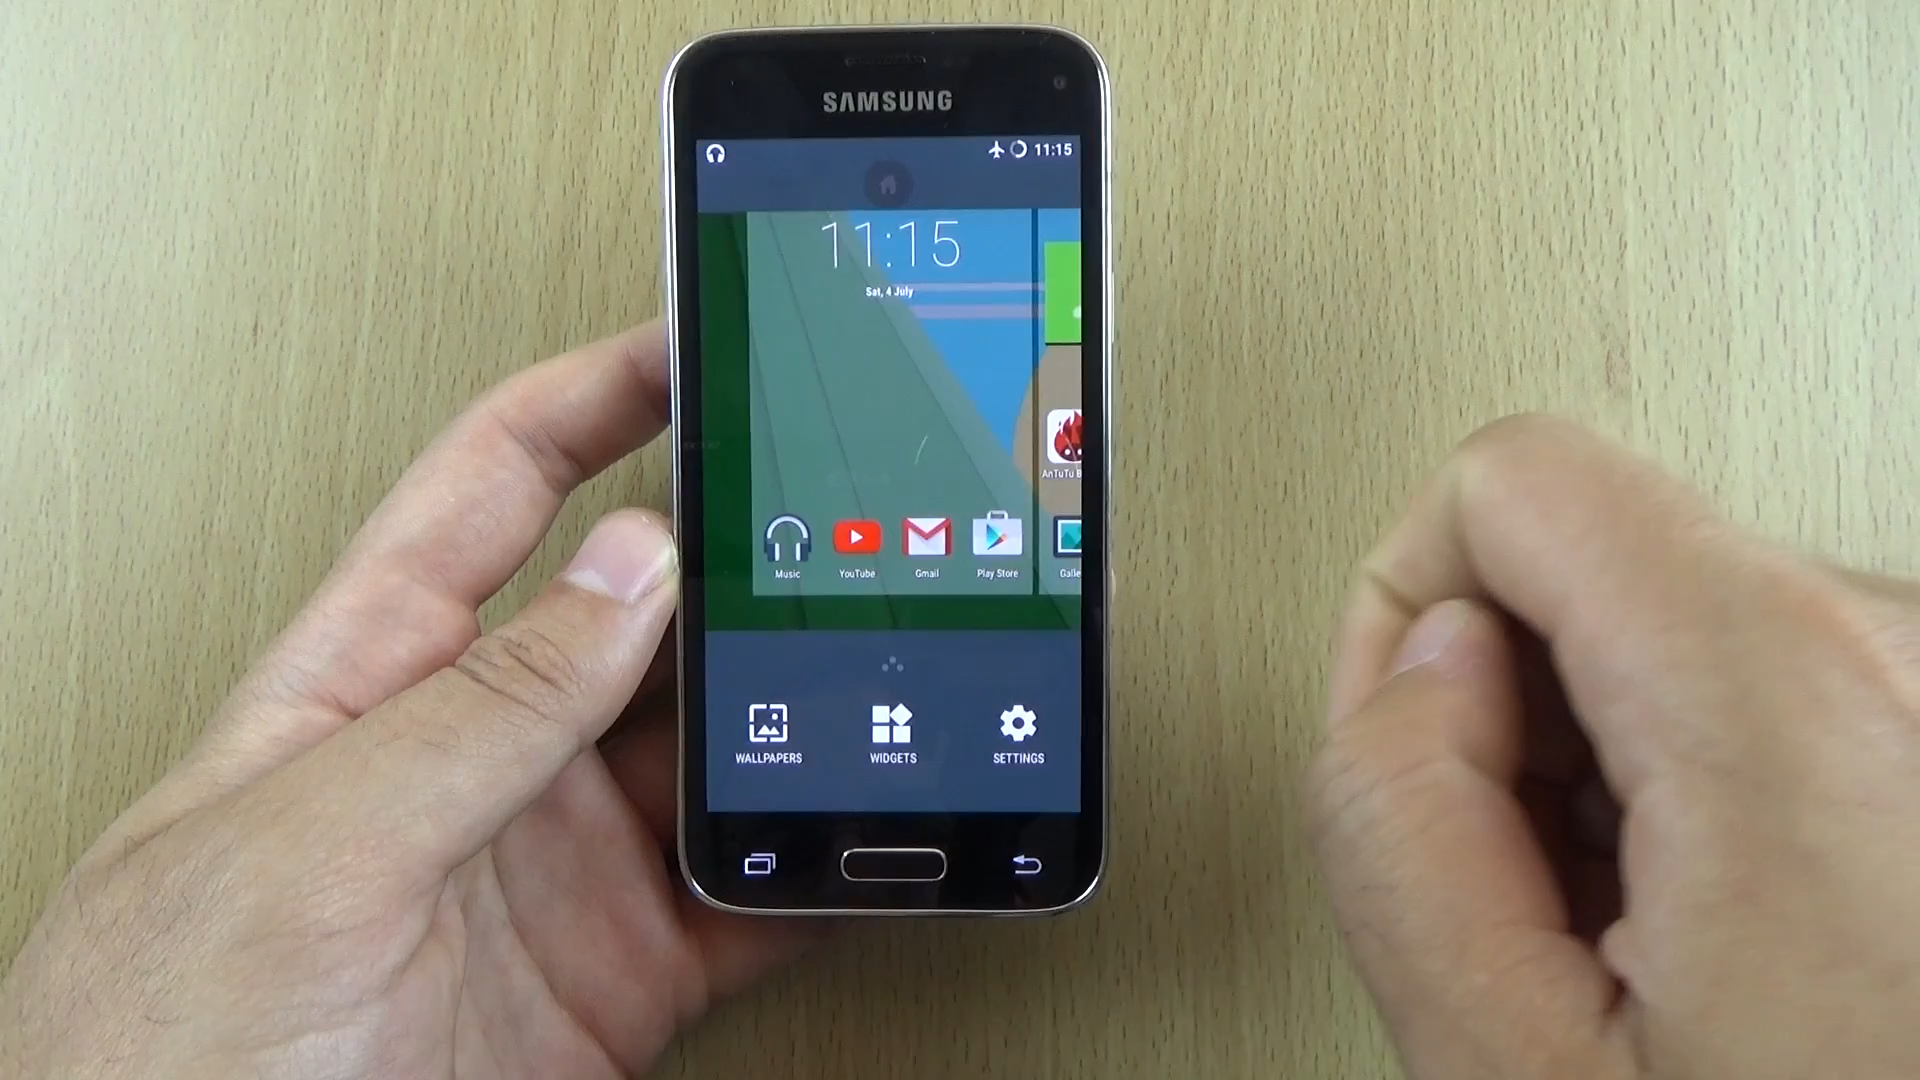 SAMSUNG
11:15
11:15
Sat, 4 July
AnTuTu B
Music
YouTube
Gmail
Play Store
Galle
WALLPAPERS
WIDGETS
SETTINGS